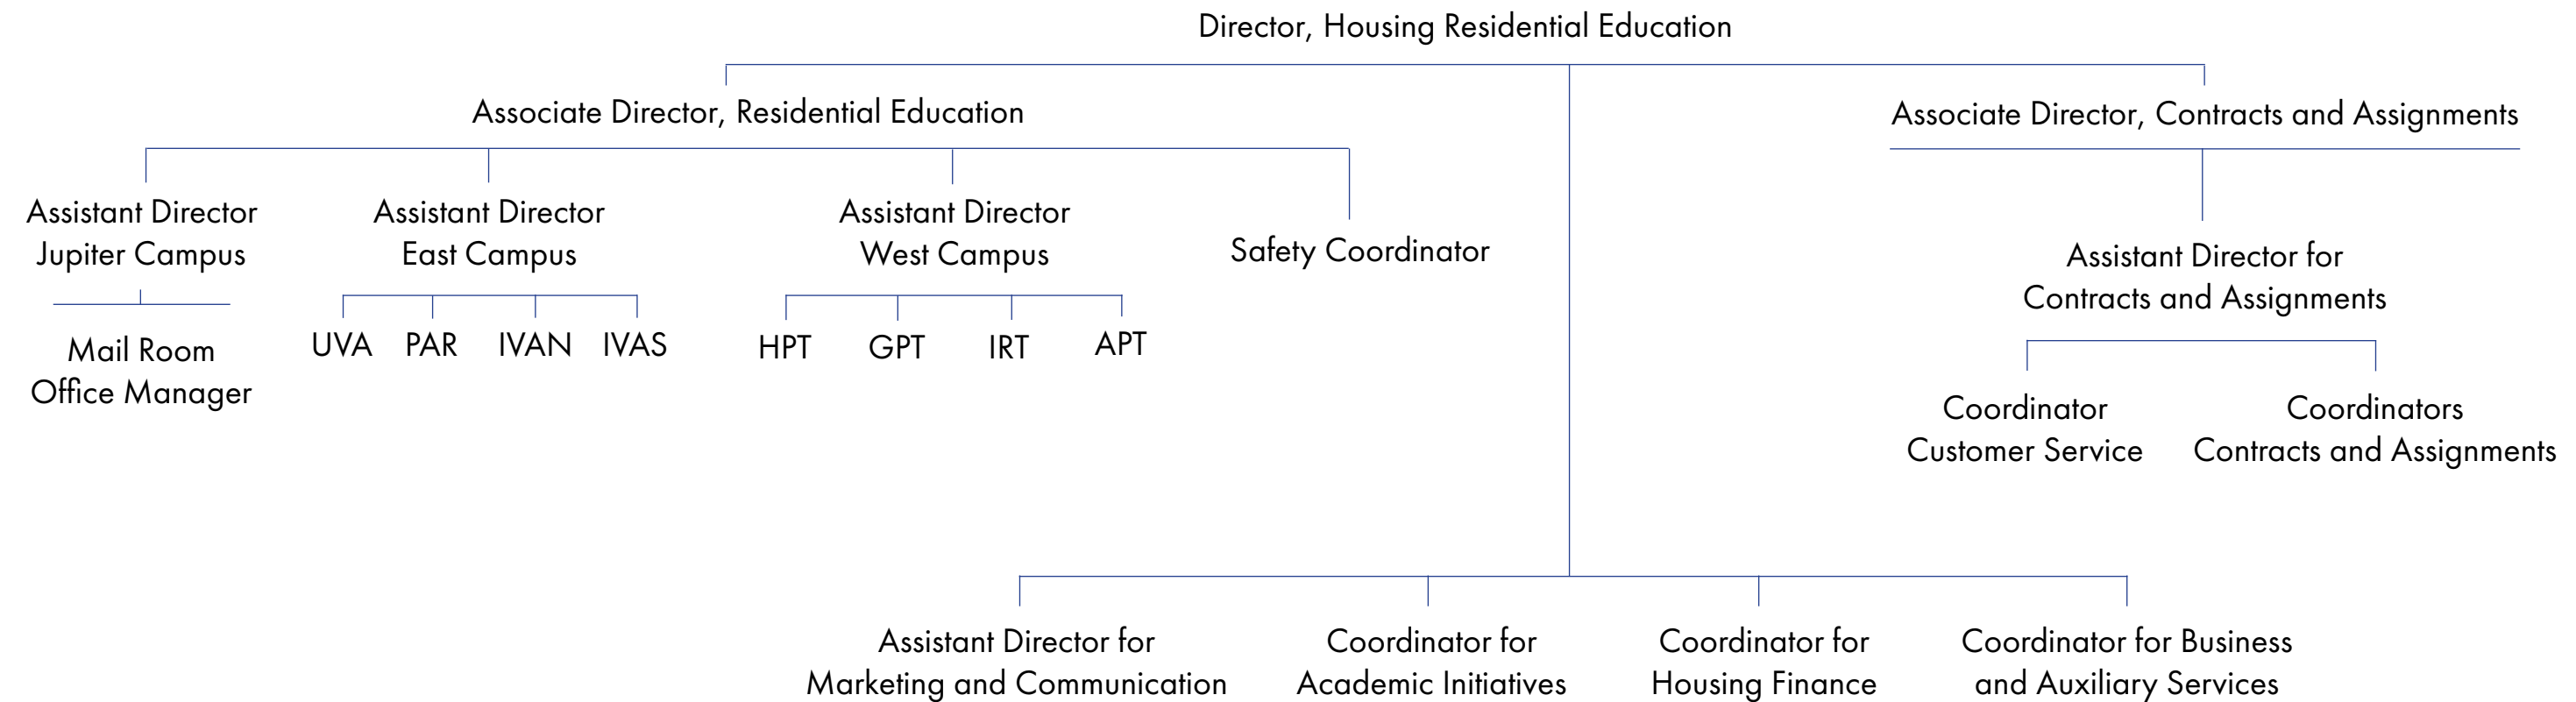 Director, Housing Residential Education
Associate Director, Residential Education
Associate Director, Contracts and Assignments
Assistant Director
Jupiter Campus
Assistant Director
East Campus
Assistant Director
West Campus
Safety Coordinator
Assistant Director for
Contracts and Assignments
Mail Room
Office Manager
UVA
PAR
IVAN
IVAS
HPT
GPT
IRT
APT
Coordinator
Customer Service
Coordinators
Contracts and Assignments
Assistant Director for
Marketing and Communication
Coordinator for
Academic Initiatives
Coordinator for
Housing Finance
Coordinator for Business
and Auxiliary Services